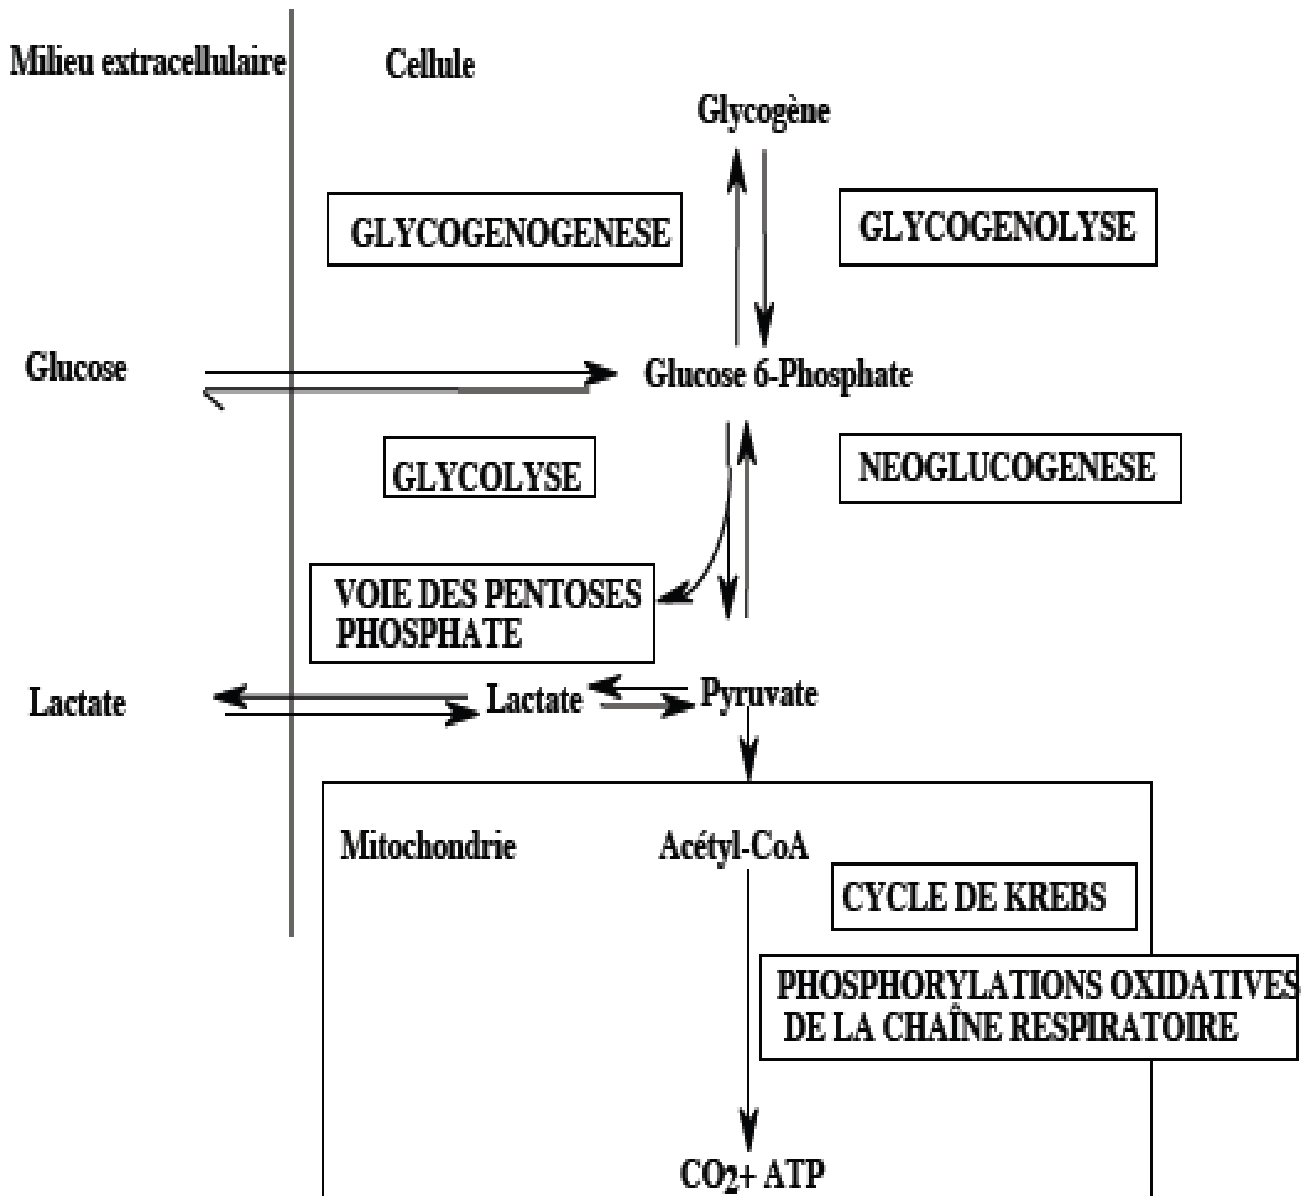 Milieu extracellulaire
Cellule
Glycogène
GLYCOGENOGENESE
GLYCOGENOLYSE
Glucose
Glucose 6-Phosphate
GLYCOLYSE
NEOGLUCOGENESE
VOIE DES PENTOSES
PHOSPHATE
Lactate
Lactate
Pyruvate
Mitochondrie
Acétyl-CoA
CYCLE DE KREBS
PHOSPHORYLATIONS OXIDATIVES
DE LA CHAÎNE RESPIRATOIRE
CO2+ ATP